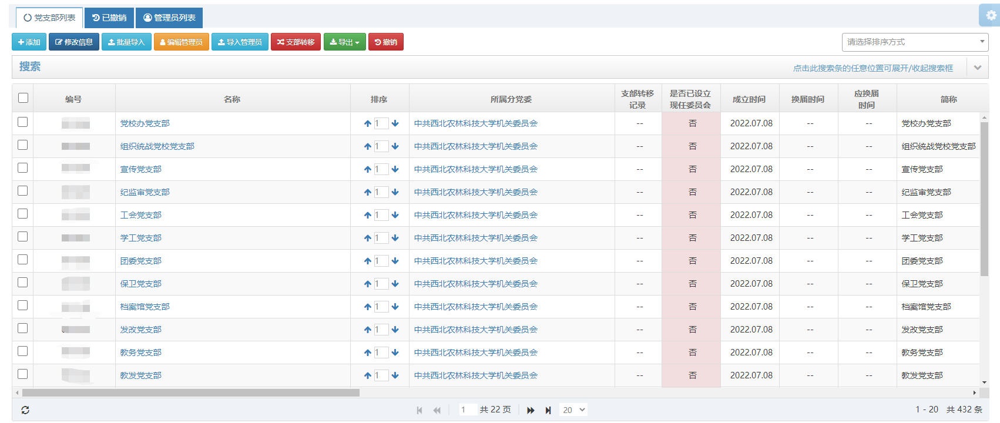 党支部列表 已撤销 管理员列表
添加 修改信息 批量导入 编辑管理员 导入管理员 支部转移 导出 撤销 请选择排序方式
搜索 点击此搜索条的任意位置可展开/收起搜索框
编号 名称 排序 所属分党委 支部转移记录 是否已设立现任委员会 成立时间 换届时间 应换届时间 简称
党校办党支部 1 中共西北农林科技大学机关委员会 -- 否 2022.07.08 -- -- 党校办党支部
组织统战党校党支部 1 中共西北农林科技大学机关委员会 -- 否 2022.07.08 -- -- 组织统战党校党支部
宣传党支部 1 中共西北农林科技大学机关委员会 -- 否 2022.07.08 -- -- 宣传党支部
纪监审党支部 1 中共西北农林科技大学机关委员会 -- 否 2022.07.08 -- -- 纪监审党支部
工会党支部 1 中共西北农林科技大学机关委员会 -- 否 2022.07.08 -- -- 工会党支部
学工党支部 1 中共西北农林科技大学机关委员会 -- 否 2022.07.08 -- -- 学工党支部
团委党支部 1 中共西北农林科技大学机关委员会 -- 否 2022.07.08 -- -- 团委党支部
保卫党支部 1 中共西北农林科技大学机关委员会 -- 否 2022.07.08 -- -- 保卫党支部
档案馆党支部 1 中共西北农林科技大学机关委员会 -- 否 2022.07.08 -- -- 档案馆党支部
发改党支部 1 中共西北农林科技大学机关委员会 -- 否 2022.07.08 -- -- 发改党支部
教务党支部 1 中共西北农林科技大学机关委员会 -- 否 2022.07.08 -- -- 教务党支部
教发党支部 1 中共西北农林科技大学机关委员会 -- 否 2022.07.08 -- -- 教发党支部
1 共 22 页 20 1 - 20 共 432 条